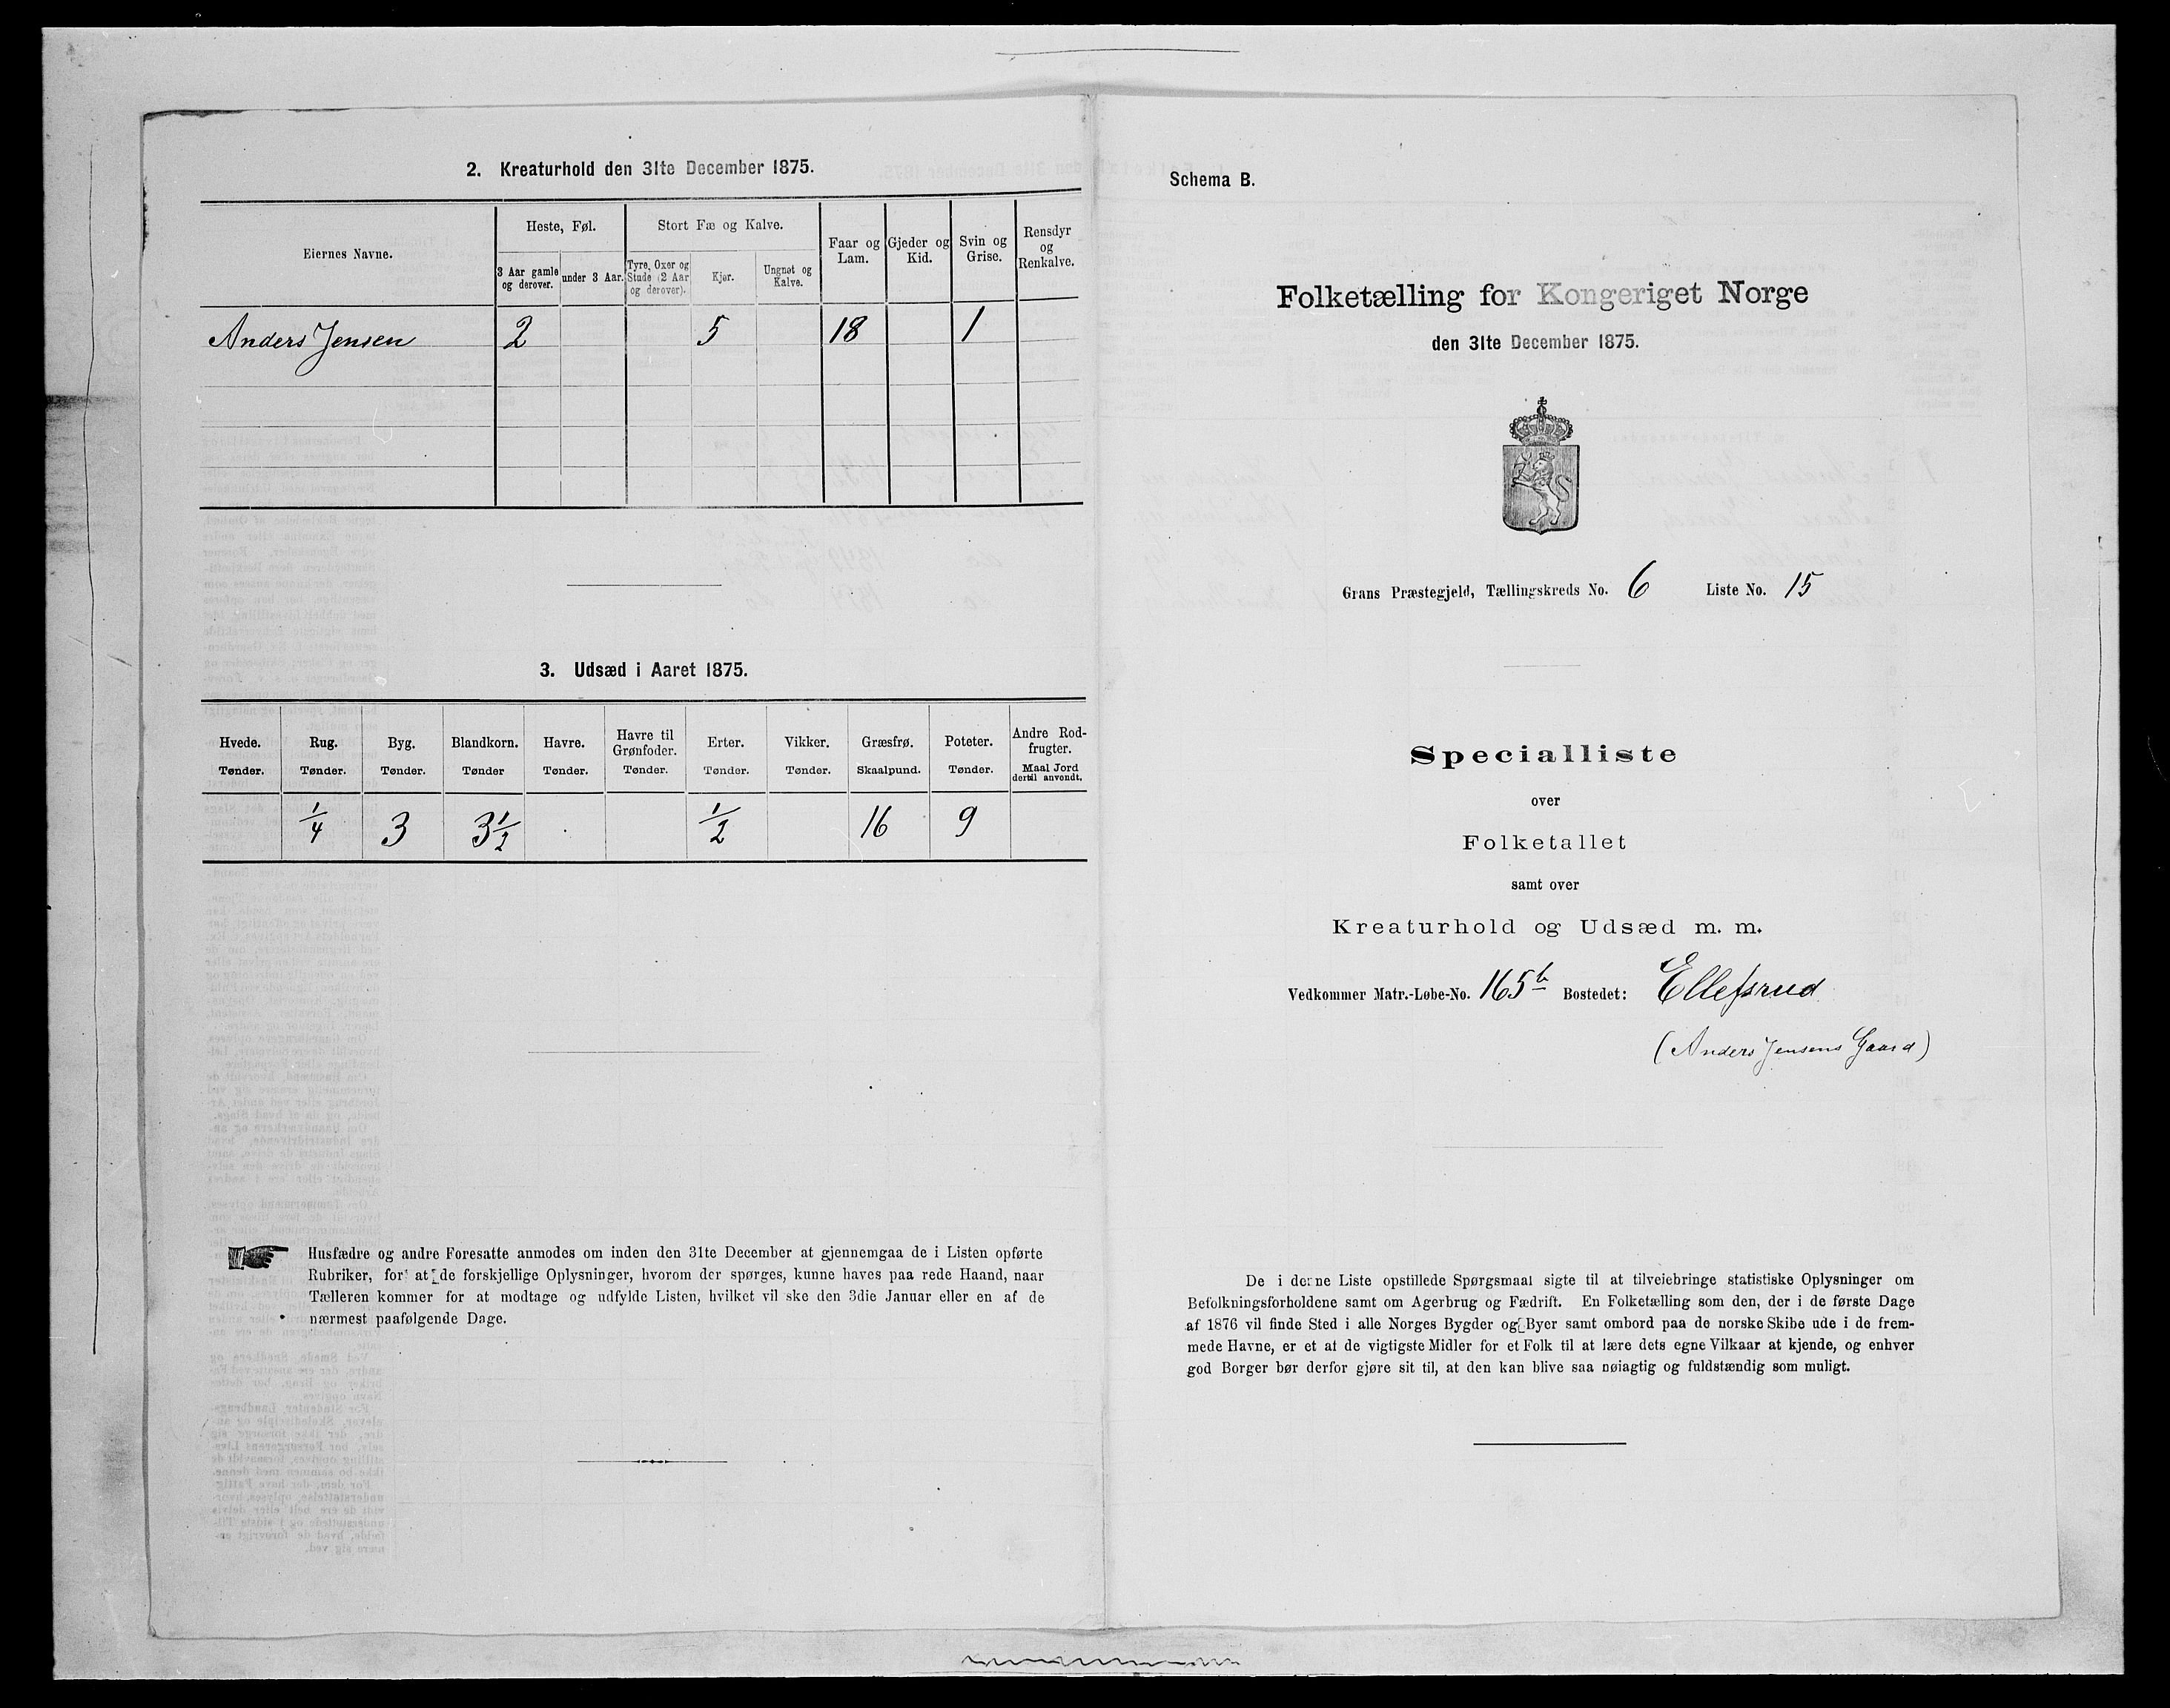 2. Kreaturhold den 31te December 1875.
Eiernes Navne.
Heste, Føl.
Stort Fæ og Kalve.
Faar og Lam.
Gjeder og Kid.
Svin og Grise.
Rensdyr og Renkalve.
3 Aar gamle og derover.
under 3 Aar.
Tyre, Oxer og Stude (2 Aar og derover).
Kjør.
Ungnøt og Kalve.
Anders Jensen 2 5 18 1
3. Udsæd i Aaret 1875.
Hvede. Rug. Byg. Blandkorn. Havre. Havre til Grønfoder. Erter. Vikker. Græsfrø. Poteter. Andre Rodfrugter.
Tønder. Tønder. Tønder. Tønder Tønder. Tønder. Tønder. Tønder. Skaalpund. Tønder. Maal Jord dertil anvendt.
1/4 3 3 1/2 1/2 16 9
Husfædre og andre Foresatte anmodes om inden den 31te December at gjennemgaa de i Listen opførte
Rubriker, for at de forskjellige Oplysninger, hvorom der spørges, kunne haves paa rede Haand, naar
Tælleren kommer for at modtage og udfylde Listen, hvilket vil ske den 3die Januar eller en af de
nærmest paafølgende Dage.
Schema B.
Folketælling for Kongeriget Norge
den 31te December 1875.
Grans Præstegjeld, Tællingskreds No. 6 Liste No. 15
Specialliste
over
Folketallet
samt over
Kreaturhold og Udsæd m. m.
Vedkommer Matr.-Løbe-No. 165b Bostedet: Ellefsrud
(Anders Jensens Gaard)
De i denne Liste opstillede Spørgsmaal sigte til at tilveiebringe statistiske Oplysninger om
Befolkningsforholdene samt om Agerbrug og Fædrift. En Folketælling som den, der i de første Dage
af 1876 vil finde Sted i alle Norges Bygder og Byer samt ombord paa de norske Skibe ude i de frem-
mede Havne, er et af de vigtigste Midler for et Folk til at lære dets egne Vilkaar at kjende, og enhver
god Borger bør derfor gjøre sit til, at den kan blive saa nøiagtig og fuldstændig som muligt.